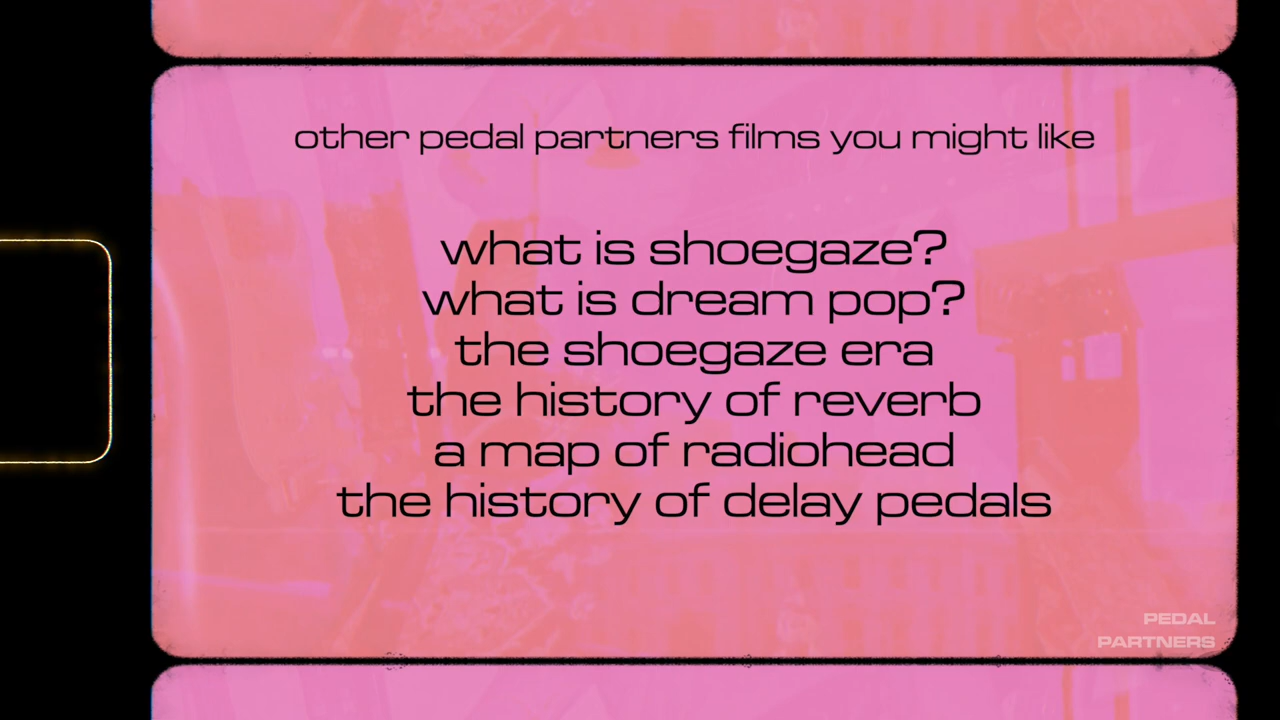 other pedal partners films you might like
what is shoegaze?
what is dream pop?
the shoegaze era
the history of reverb
a map of radiohead
the history of delay pedals
PEDAL
PARTNERS